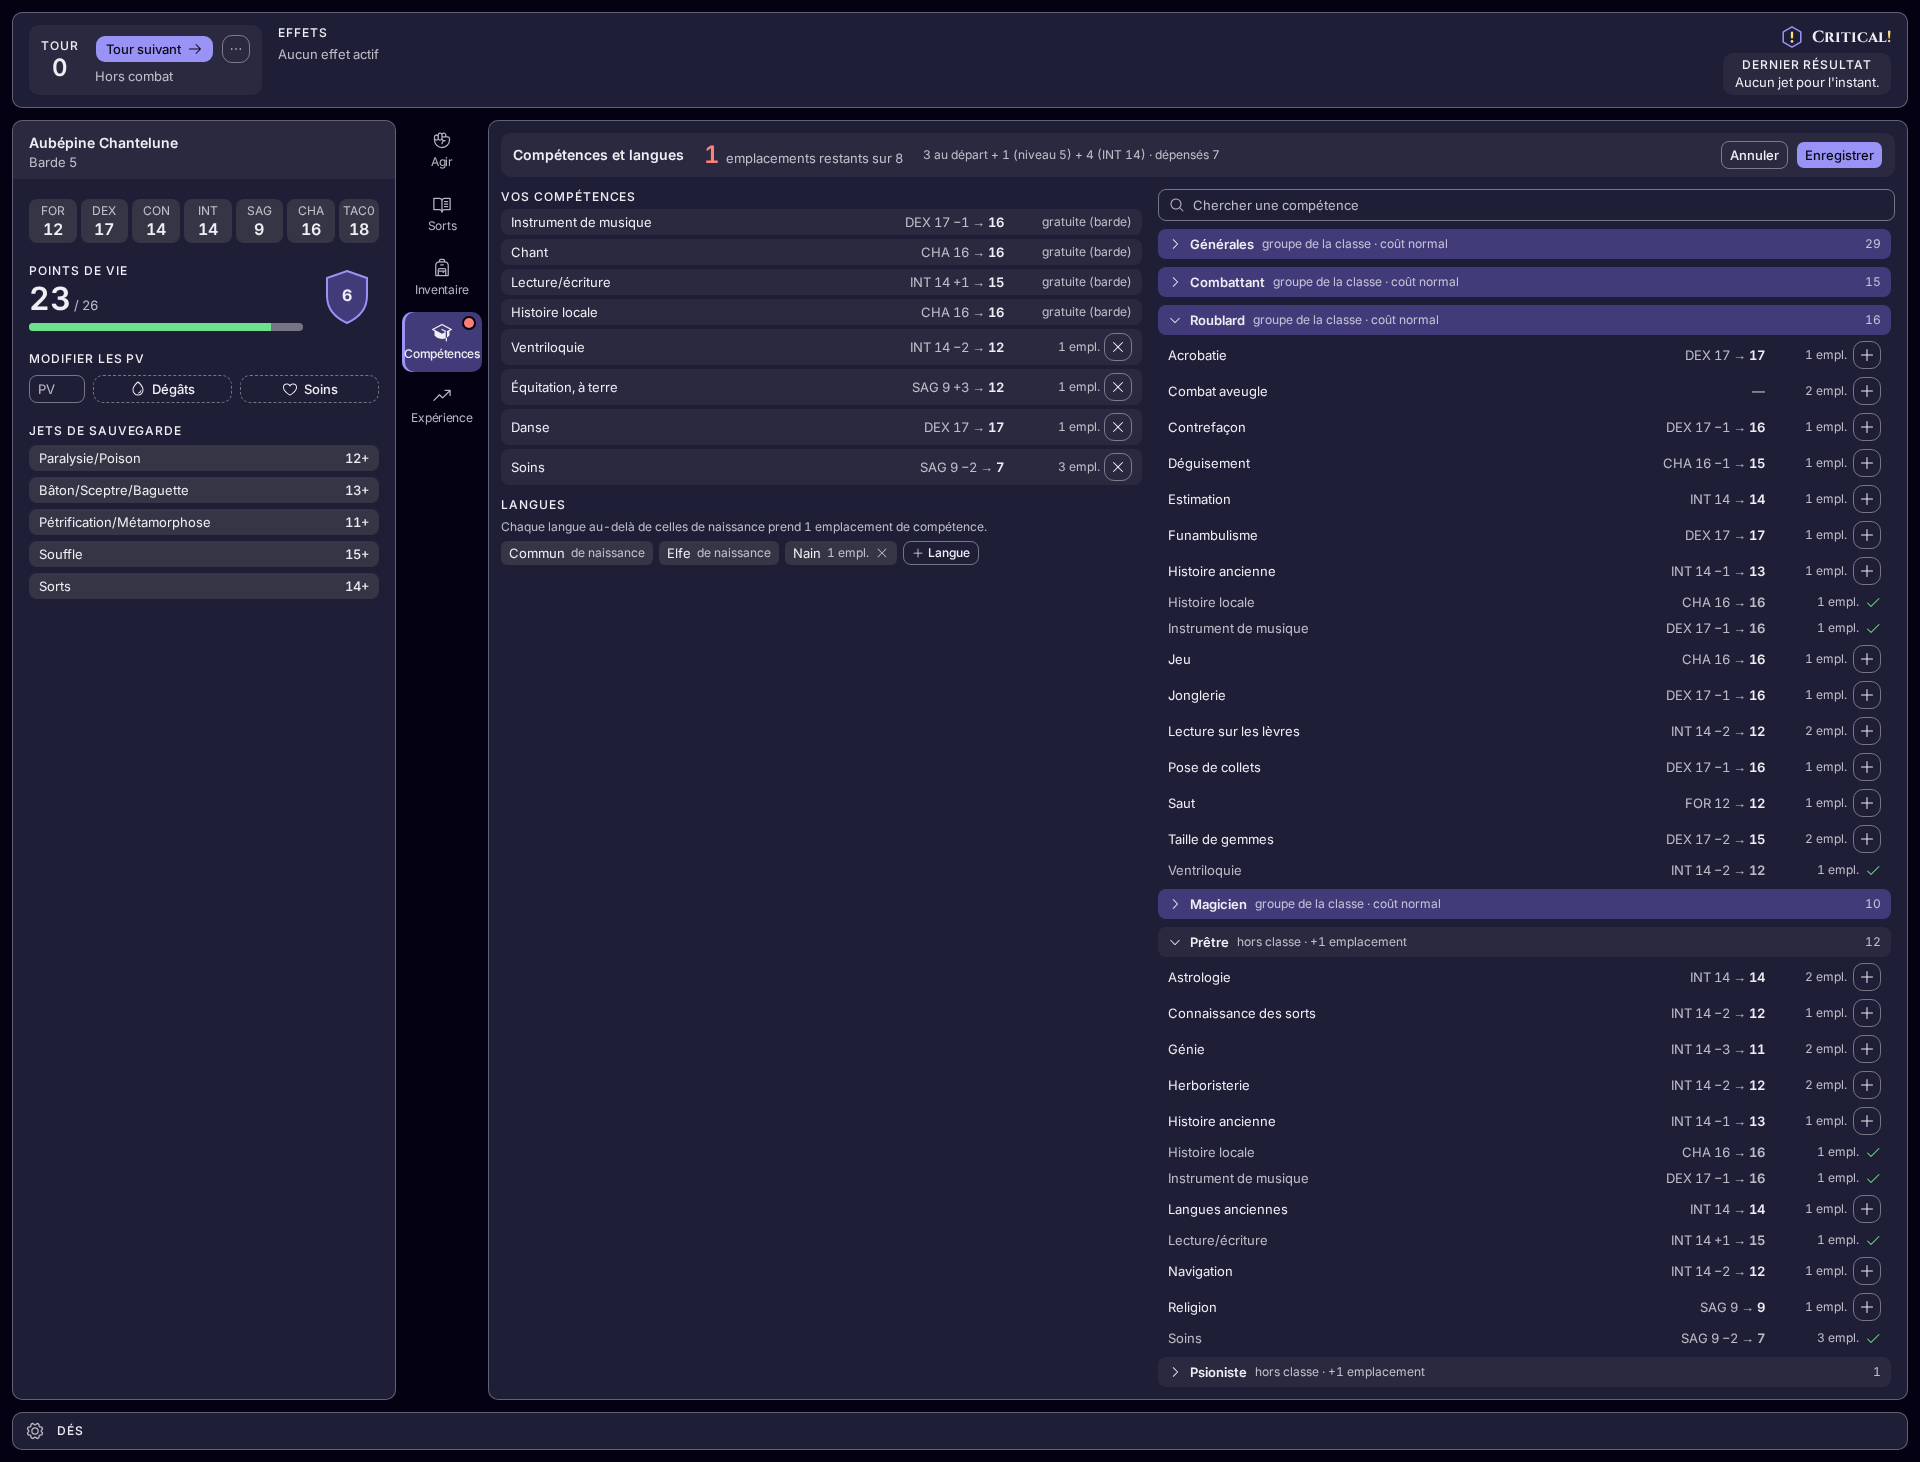 TOUR
0
Tour suivant →
Hors combat
EFFETS
Aucun effet actif
CRITICAL!
DERNIER RÉSULTAT
Aucun jet pour l'instant.
Aubépine Chantelune
Barde 5
FOR 12
DEX 17
CON 14
INT 14
SAG 9
CHA 16
TAC0 18
POINTS DE VIE
23 / 26
6
MODIFIER LES PV
PV
Dégâts
Soins
JETS DE SAUVEGARDE
Paralysie/Poison 12+
Bâton/Sceptre/Baguette 13+
Pétrification/Métamorphose 11+
Souffle 15+
Sorts 14+
Agir
Sorts
Inventaire
Compétences
Expérience
Compétences et langues
1 emplacements restants sur 8
3 au départ + 1 (niveau 5) + 4 (INT 14) · dépensés 7
Annuler
Enregistrer
VOS COMPÉTENCES
Instrument de musique DEX 17 −1 → 16 gratuite (barde)
Chant CHA 16 → 16 gratuite (barde)
Lecture/écriture INT 14 +1 → 15 gratuite (barde)
Histoire locale CHA 16 → 16 gratuite (barde)
Ventriloquie INT 14 −2 → 12 1 empl.
Équitation, à terre SAG 9 +3 → 12 1 empl.
Danse DEX 17 → 17 1 empl.
Soins SAG 9 −2 → 7 3 empl.
LANGUES
Chaque langue au-delà de celles de naissance prend 1 emplacement de compétence.
Commun de naissance
Elfe de naissance
Nain 1 empl.
+ Langue
Chercher une compétence
Générales groupe de la classe · coût normal 29
Combattant groupe de la classe · coût normal 15
Roublard groupe de la classe · coût normal 16
Acrobatie DEX 17 → 17 1 empl.
Combat aveugle — 2 empl.
Contrefaçon DEX 17 −1 → 16 1 empl.
Déguisement CHA 16 −1 → 15 1 empl.
Estimation INT 14 → 14 1 empl.
Funambulisme DEX 17 → 17 1 empl.
Histoire ancienne INT 14 −1 → 13 1 empl.
Histoire locale CHA 16 → 16 1 empl.
Instrument de musique DEX 17 −1 → 16 1 empl.
Jeu CHA 16 → 16 1 empl.
Jonglerie DEX 17 −1 → 16 1 empl.
Lecture sur les lèvres INT 14 −2 → 12 2 empl.
Pose de collets DEX 17 −1 → 16 1 empl.
Saut FOR 12 → 12 1 empl.
Taille de gemmes DEX 17 −2 → 15 2 empl.
Ventriloquie INT 14 −2 → 12 1 empl.
Magicien groupe de la classe · coût normal 10
Prêtre hors classe · +1 emplacement 12
Astrologie INT 14 → 14 2 empl.
Connaissance des sorts INT 14 −2 → 12 1 empl.
Génie INT 14 −3 → 11 2 empl.
Herboristerie INT 14 −2 → 12 2 empl.
Histoire ancienne INT 14 −1 → 13 1 empl.
Histoire locale CHA 16 → 16 1 empl.
Instrument de musique DEX 17 −1 → 16 1 empl.
Langues anciennes INT 14 → 14 1 empl.
Lecture/écriture INT 14 +1 → 15 1 empl.
Navigation INT 14 −2 → 12 1 empl.
Religion SAG 9 → 9 1 empl.
Soins SAG 9 −2 → 7 3 empl.
Psioniste hors classe · +1 emplacement 1
DÉS